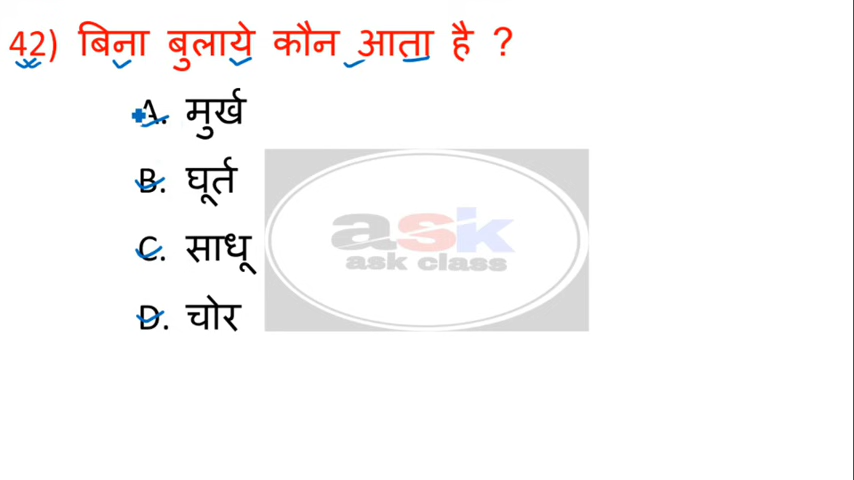 42) बिना बुलाये कौन आता है ?
A. मुर्ख
B. घूर्त
C. साधू
D. चोर
ask
ask class